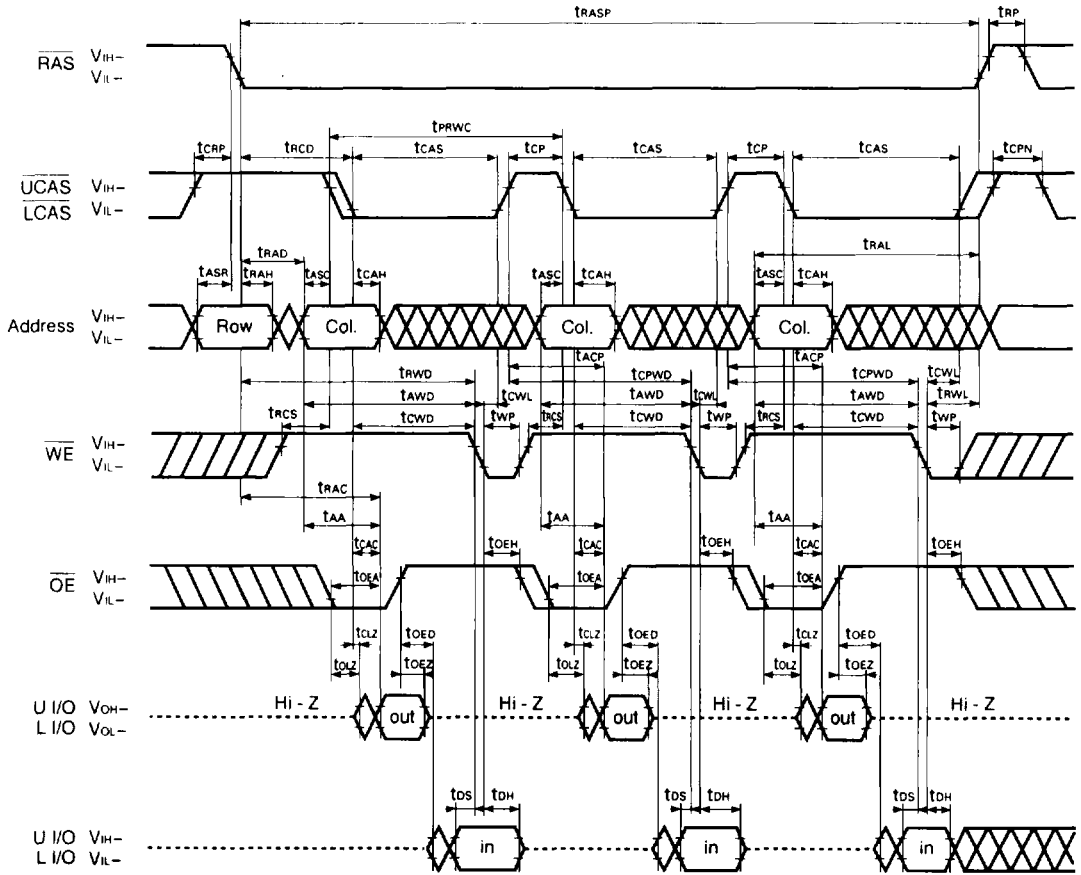 tRASP tRP
RAS VIH–
VIL–
tPRWC
tCRP tRCD tCAS tCP tCAS tCP tCAS tCPN
UCAS VIH–
LCAS VIL–
tRAD tRAL
tASR tRAH tASC tCAH tASC tCAH tASC tCAH
Address VIH–
VIL–
Row Col. Col. Col.
tACP tACP
tRWD tCPWD tCPWD tCWL
tAWD tCWL tAWD tCWL tAWD tRWL
tRCS tCWD tWP tRCS tCWD tWP tRCS tCWD tWP
WE VIH–
VIL–
tRAC
tAA tAA tAA
tCAC tOEH tCAC tOEH tCAC tOEH
OE VIH–
VIL–
tOEA tOEA tOEA
tCLZ tOED tCLZ tOED tCLZ tOED
tOLZ tOEZ tOLZ tOEZ tOLZ tOEZ
U I/O VOH–
L I/O VOL–
Hi - Z out Hi - Z out Hi - Z out Hi - Z
tDS tDH tDS tDH tDS tDH
U I/O VIH–
L I/O VIL–
in in in